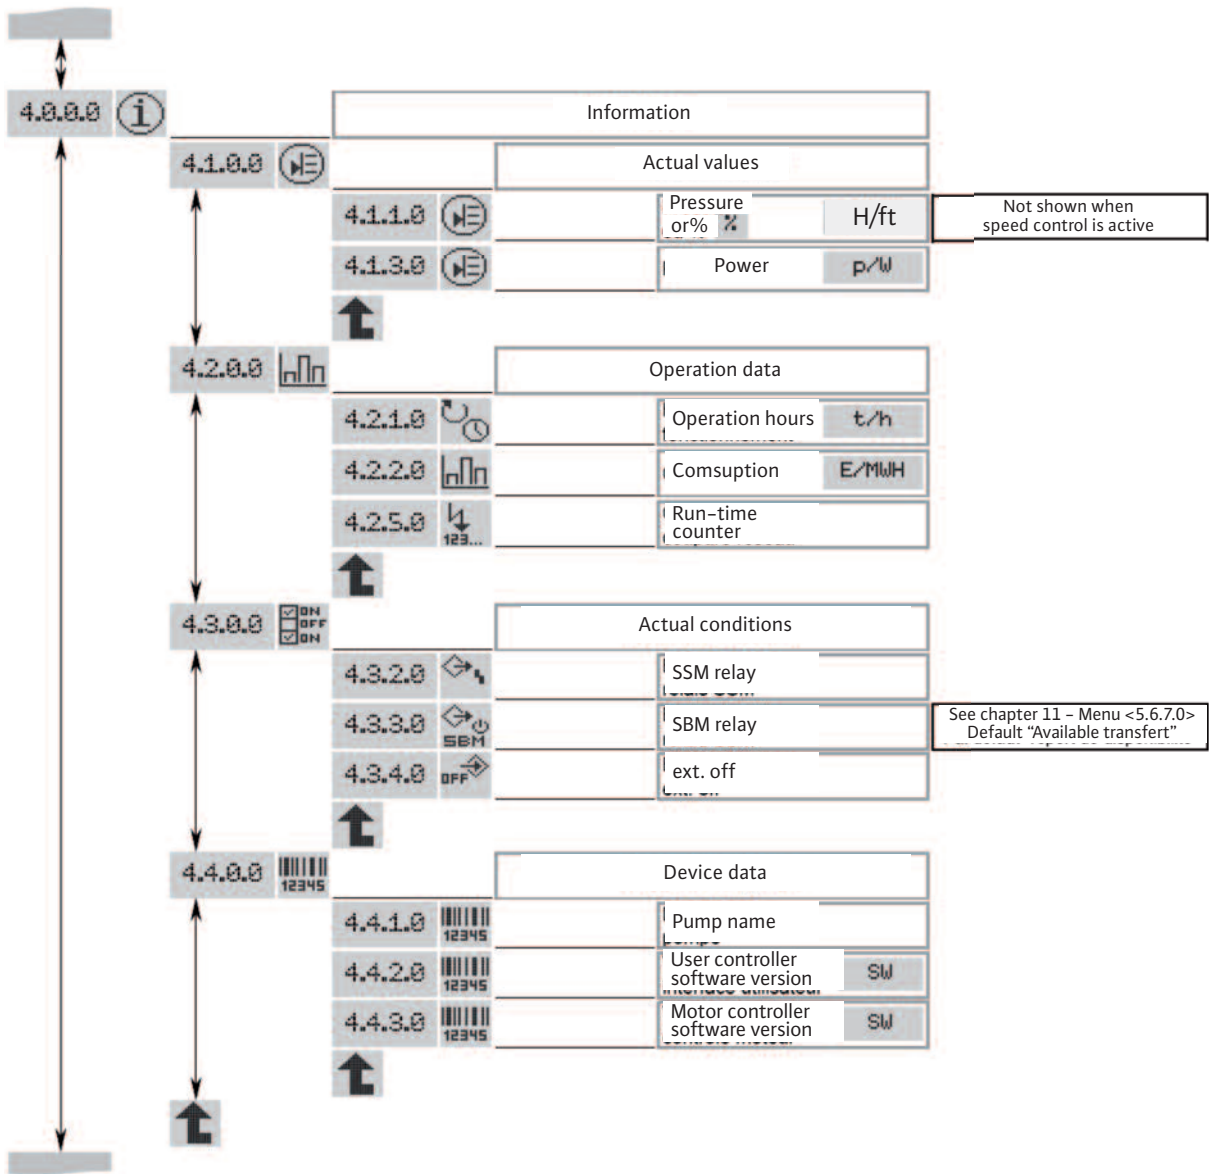 4.0.0.0 i Information
4.1.0.0 Actual values
4.1.1.0 Pressure
or% % H/ft
Not shown when
speed control is active
4.1.3.0 Power p/W
4.2.0.0 Operation data
4.2.1.0 Operation hours t/h
4.2.2.0 Comsuption E/MWH
4.2.5.0 123... Run-time
counter
4.3.0.0 ON
OFF
ON
Actual conditions
4.3.2.0 SSM relay
4.3.3.0 SBM SBM relay
See chapter 11 – Menu <5.6.7.0>
Default “Available transfert”
4.3.4.0 OFF ext. off
4.4.0.0 12345 Device data
4.4.1.0 12345 Pump name
4.4.2.0 12345 User controller
software version SW
4.4.3.0 12345 Motor controller
software version SW